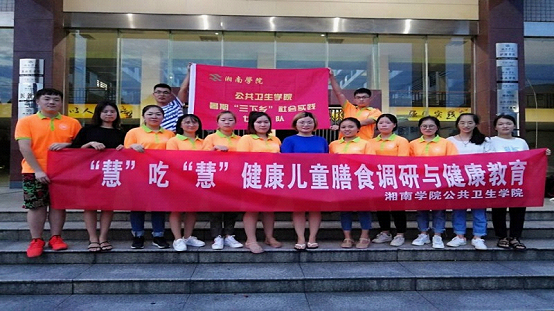 湘南學院
公共卫生学院
暑期“三下乡”社会实践
队
“慧”吃“慧”健康儿童膳食调研与健康教育
湘南学院公共卫生学院